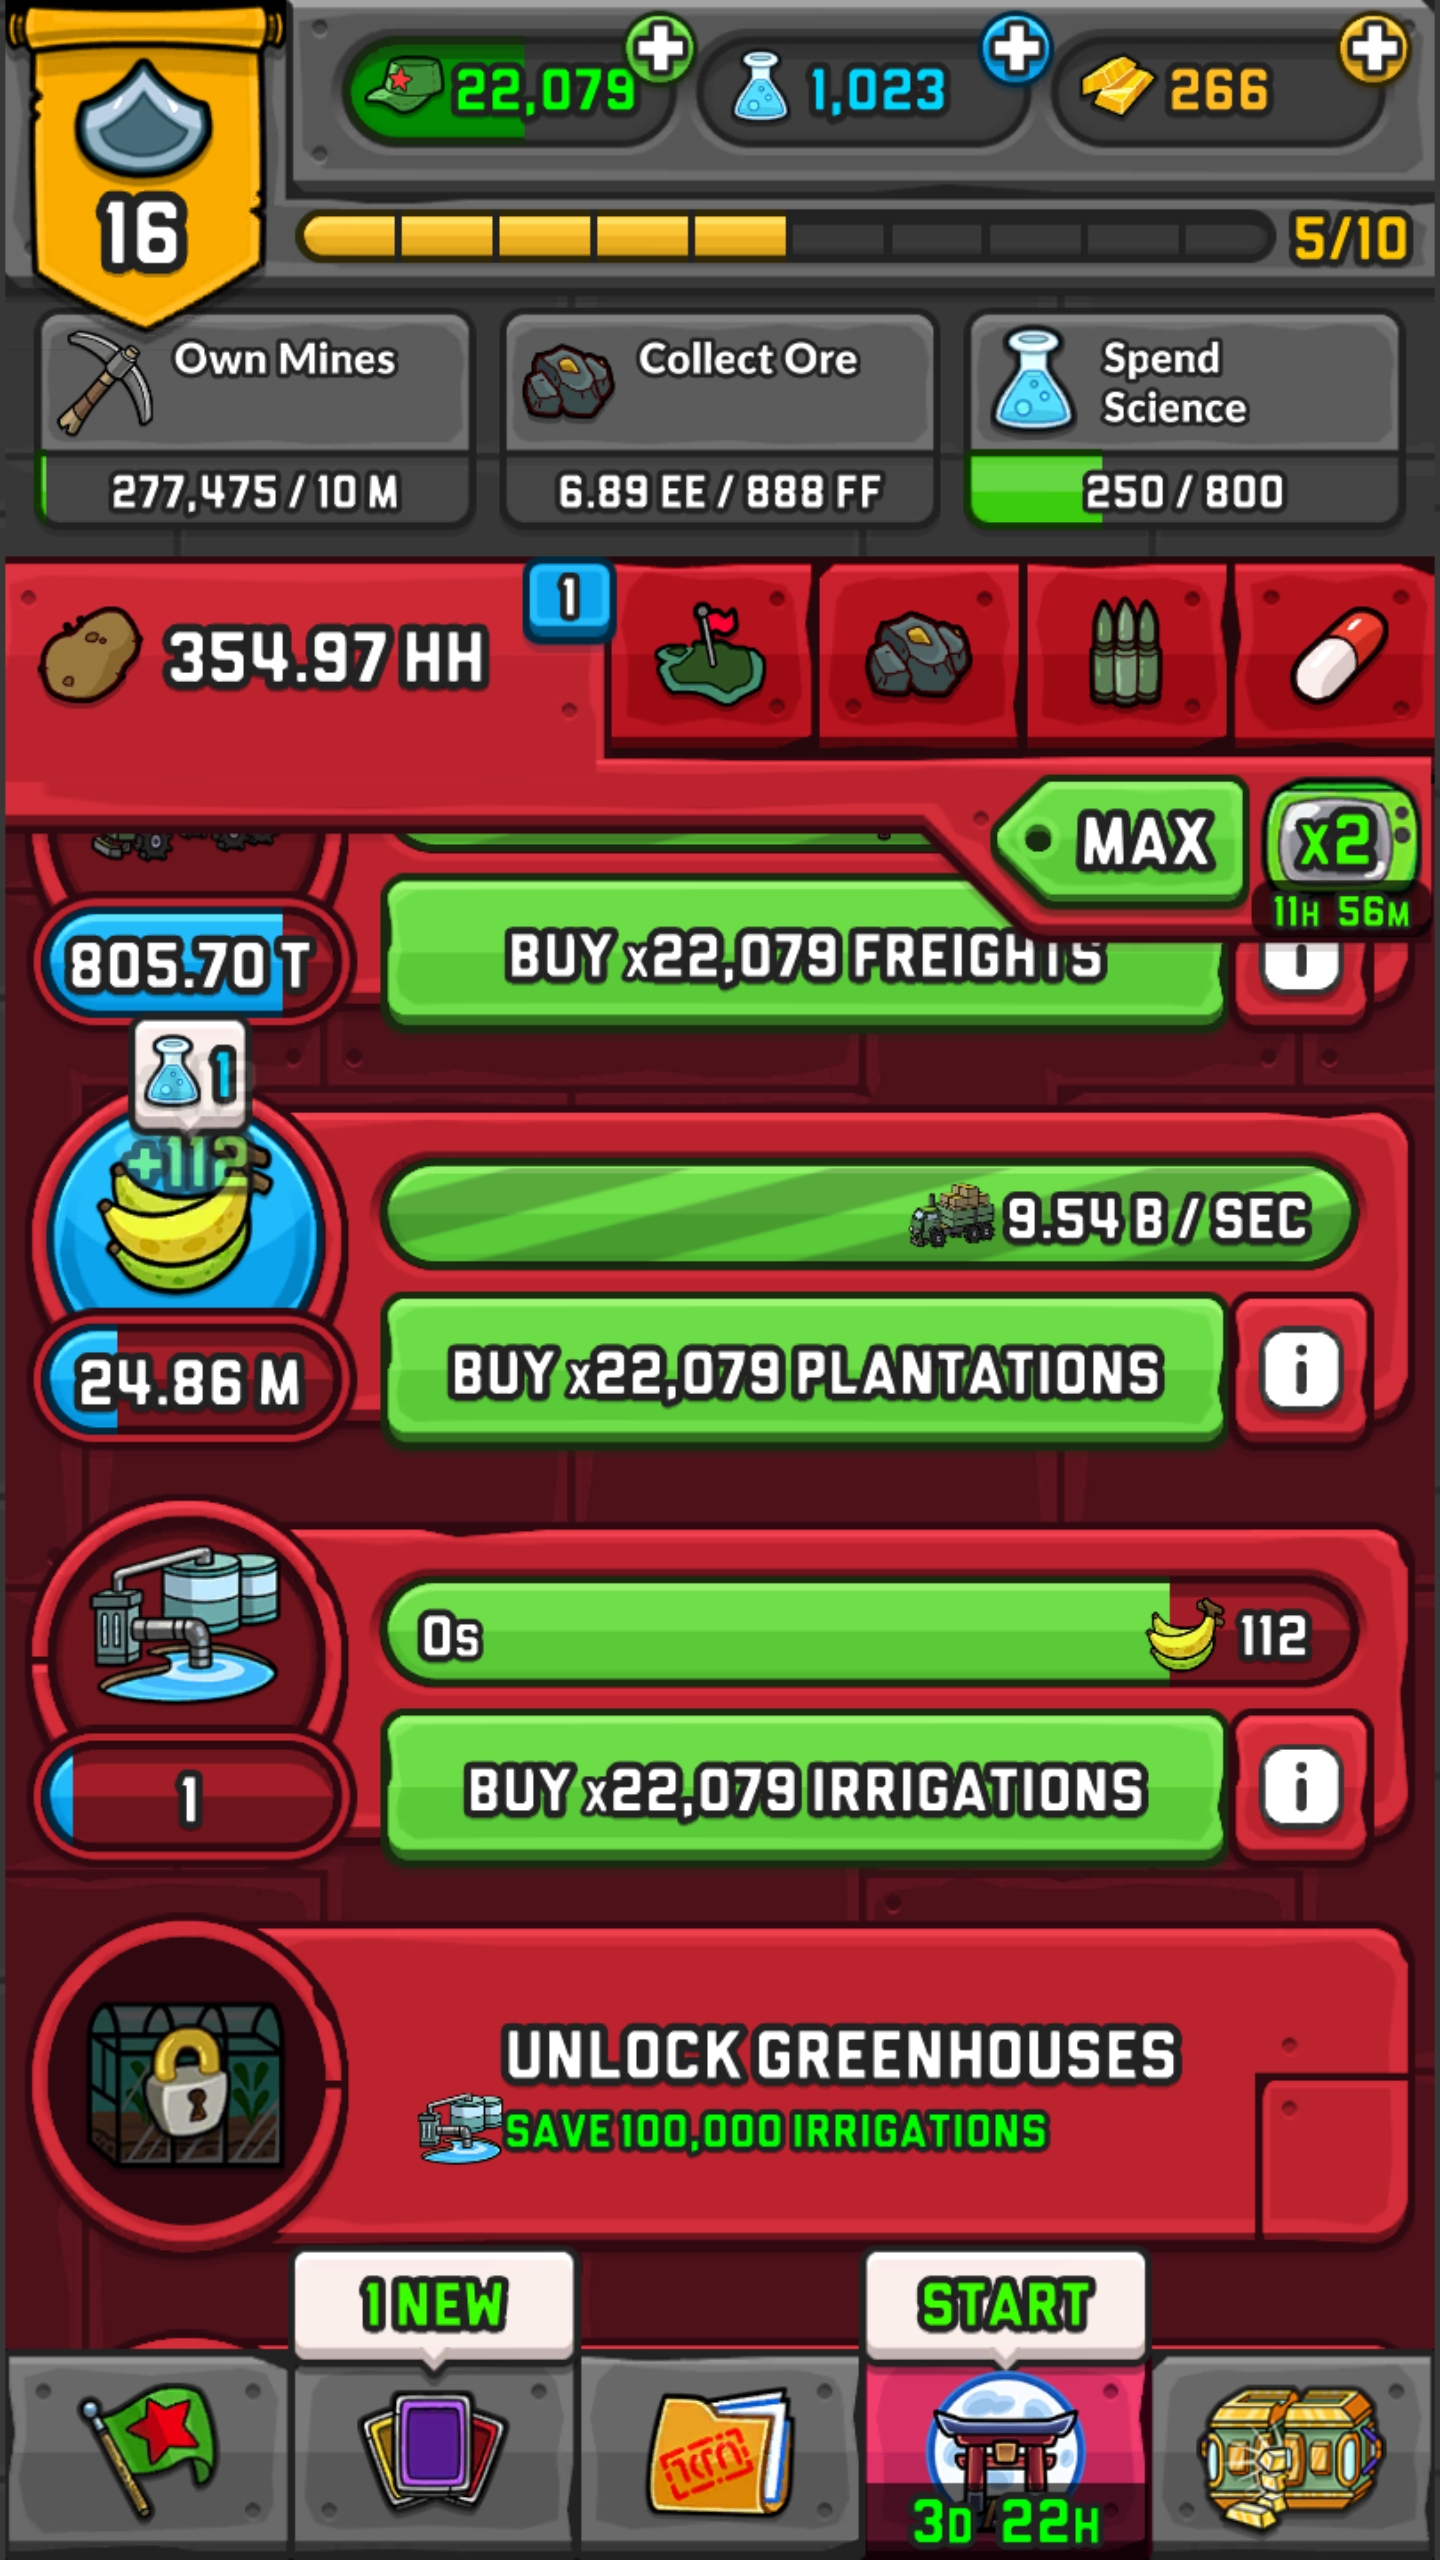 22,079
1,023
266
16
5/10
Own Mines
277,475 / 10 M
Collect Ore
6.89 EE / 888 FF
Spend
Science
250 / 800
354.97 HH
1
MAX
x2
11H 56M
805.70 T
BUY x22,079 FREIGHTS
1
+112
9.54 B / SEC
24.86 M
BUY x22,079 PLANTATIONS
i
0s
112
1
BUY x22,079 IRRIGATIONS
i
UNLOCK GREENHOUSES
SAVE 100,000 IRRIGATIONS
1 NEW
START
3D 22H